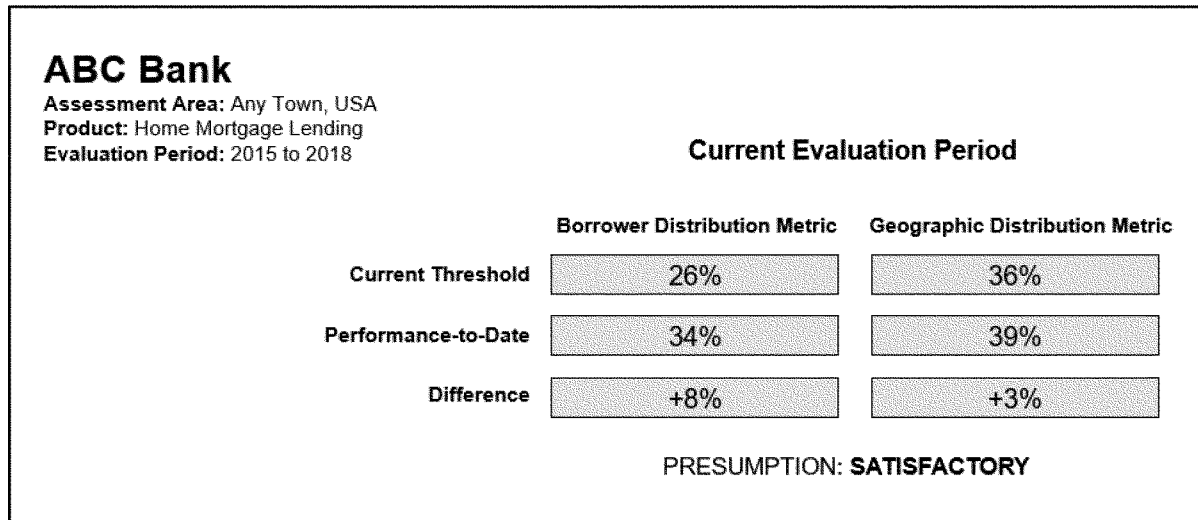 ABC Bank
Assessment Area: Any Town, USA
Product: Home Mortgage Lending
Evaluation Period: 2015 to 2018
Current Evaluation Period
Borrower Distribution Metric Geographic Distribution Metric
Current Threshold 26% 36%
Performance-to-Date 34% 39%
Difference +8% +3%
PRESUMPTION: SATISFACTORY